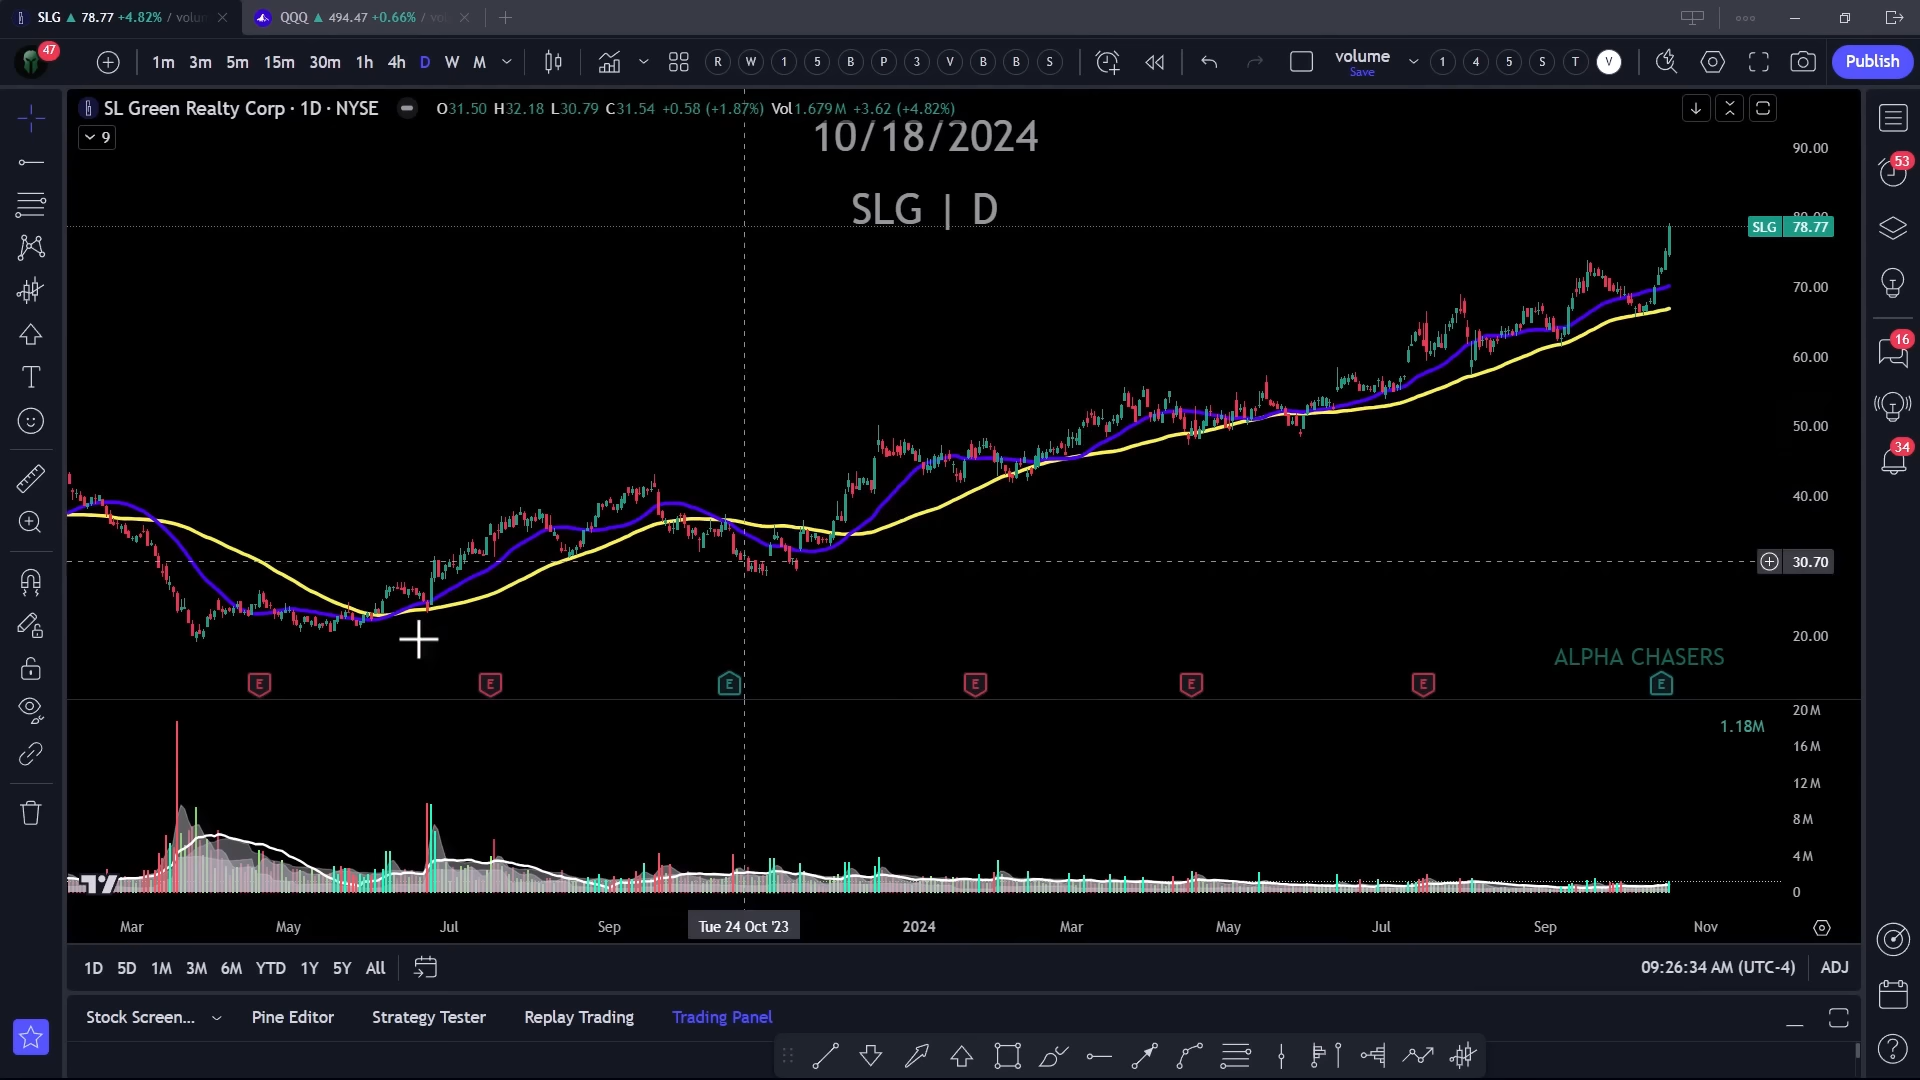 SLG 78.77 +4.82% / volu
QQQ 494.47 +0.66% / vo
47
1m 3m 5m 15m 30m 1h 4h D W M
R W 1 5 B P 3 V B B S
volume
Save
1 4 5 S T V
Publish
SL Green Realty Corp · 1D · NYSE
O31.50 H32.18 L30.79 C31.54 +0.58 (+1.87%) Vol1.679M +3.62 (+4.82%)
9
10/18/2024
SLG | D
90.00
SLG 78.77
70.00
60.00
50.00
40.00
30.70
20.00
53
16
34
ALPHA CHASERS
E E E E E E E
20M
1.18M
16M
12M
8M
4M
0
Mar May Jul Sep Tue 24 Oct '23 2024 Mar May Jul Sep Nov
1D 5D 1M 3M 6M YTD 1Y 5Y All
09:26:34 AM (UTC-4) ADJ
Stock Screen... Pine Editor Strategy Tester Replay Trading Trading Panel